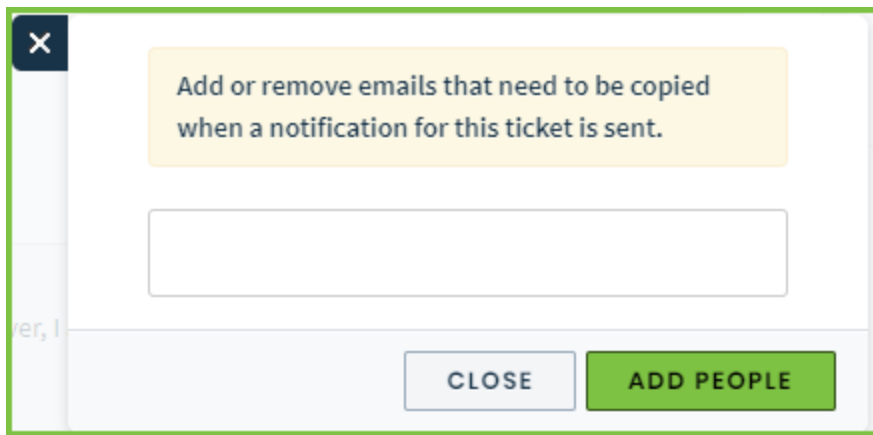 Add or remove emails that need to be copied
when a notification for this ticket is sent.
ver, I
CLOSE
ADD PEOPLE